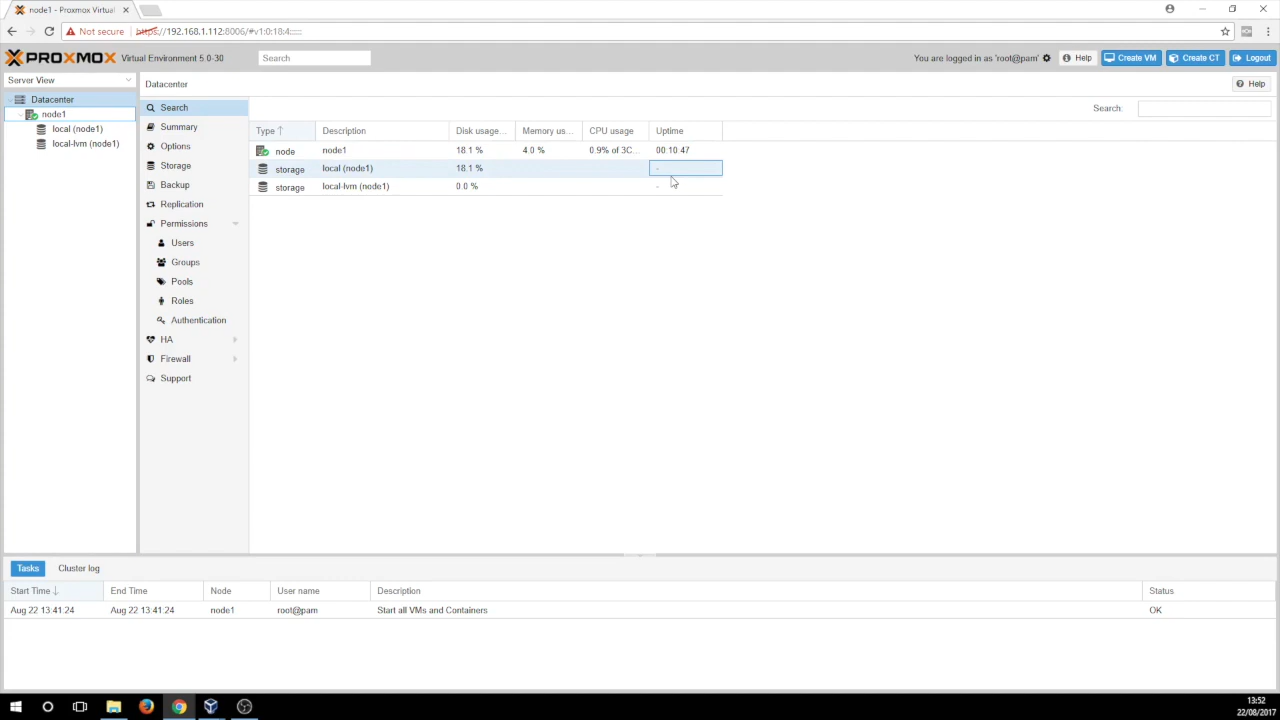 node1 - Proxmox Virtual
Not secure https://192.168.1.112:8006/#v1:0:18:4:::::
PROXMOX Virtual Environment 5.0-30 Search You are logged in as 'root@pam' Help Create VM Create CT Logout
Server View
Datacenter
node1
local (node1)
local-lvm (node1)
Datacenter Help
Search
Summary
Options
Storage
Backup
Replication
Permissions
Users
Groups
Pools
Roles
Authentication
HA
Firewall
Support
Search:
Type Description Disk usage... Memory us... CPU usage Uptime
node node1 18.1 % 4.0 % 0.9% of 3C... 00:10:47
storage local (node1) 18.1 % -
storage local-lvm (node1) 0.0 % -
Tasks Cluster log
Start Time End Time Node User name Description Status
Aug 22 13:41:24 Aug 22 13:41:24 node1 root@pam Start all VMs and Containers OK
13:52
22/08/2017